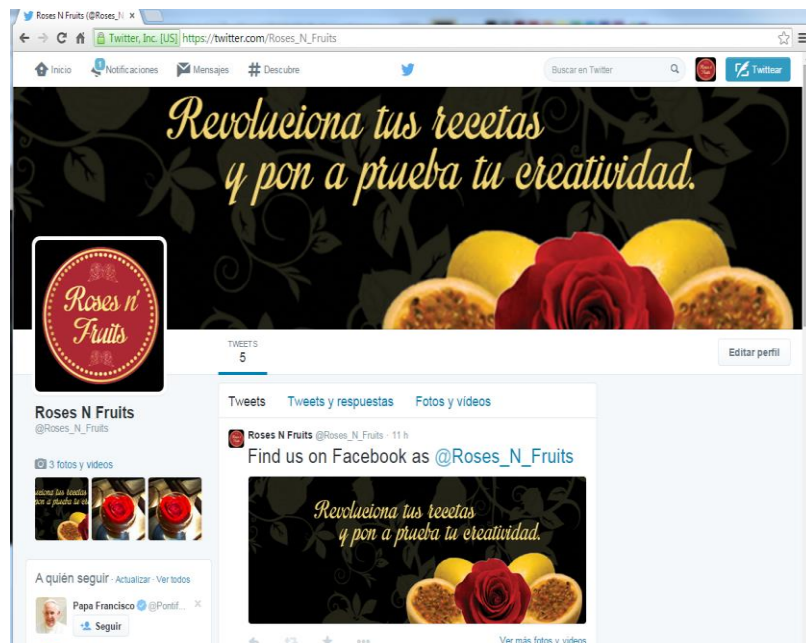 Roses N Fruits (@Roses_N
Twitter, Inc. [US] https://twitter.com/Roses_N_Fruits
Inicio 1 Notificaciones Mensajes # Descubre Buscar en Twitter Twittear
Revoluciona tus recetas
y pon a prueba tu creatividad.
Roses n'
Fruits
TWEETS
5
Editar perfil
Roses N Fruits
@Roses_N_Fruits
3 fotos y videos
Tweets Tweets y respuestas Fotos y vídeos
Roses N Fruits @Roses_N_Fruits · 11 h
Find us on Facebook as @Roses_N_Fruits
Revoluciona tus recetas
y pon a prueba tu creatividad.
A quién seguir · Actualizar · Ver todos
Papa Francisco @Pontif...
Seguir
Ver más fotos y videos